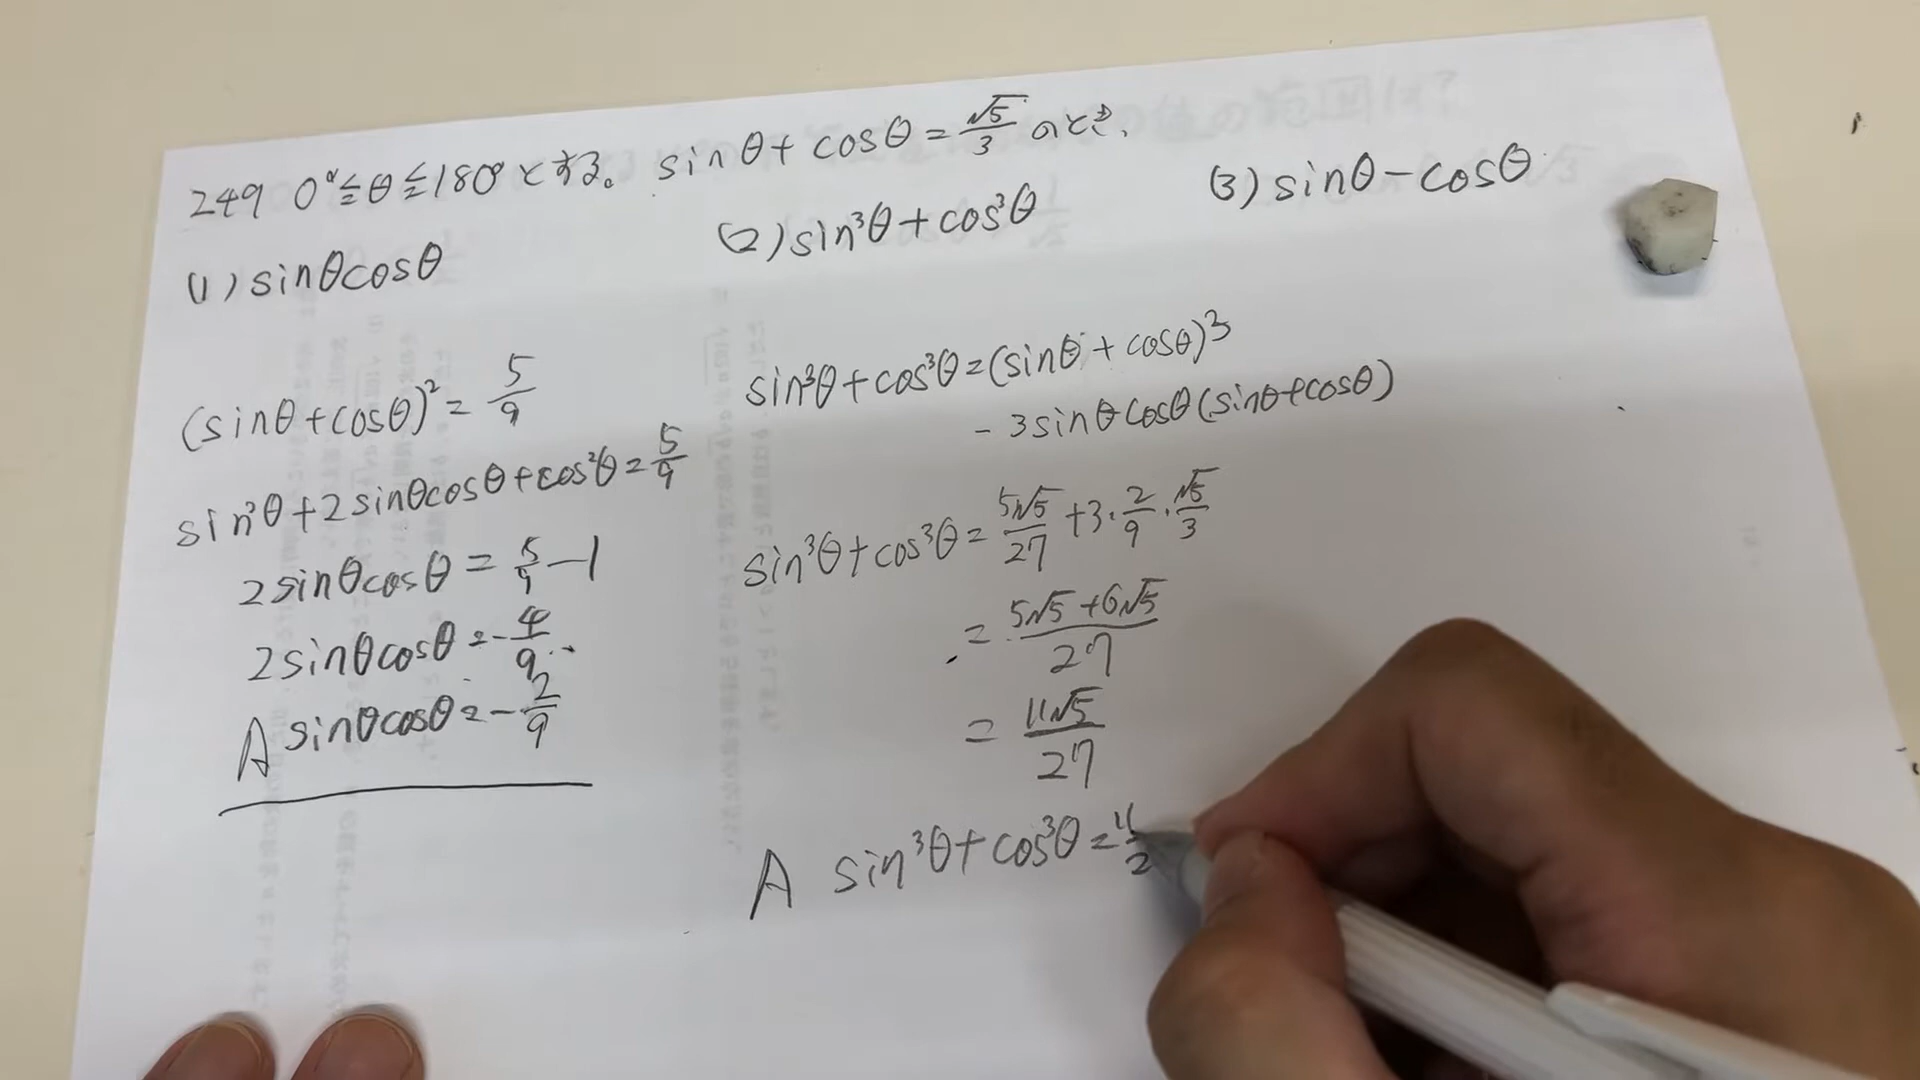 249 0°≦θ≦180°とする。 sinθ+cosθ=√5/3 のとき、
(1) sinθcosθ
(2) sin³θ+cos³θ
(3) sinθ-cosθ
(sinθ+cosθ)²=5/9
sin²θ+2sinθcosθ+cos²θ=5/9
2sinθcosθ=5/9-1
2sinθcosθ=-4/9
A sinθcosθ=-2/9
sin³θ+cos³θ=(sinθ+cosθ)³
-3sinθcosθ(sinθ+cosθ)
sin³θ+cos³θ=5√5/27+3・2/9・√5/3
=5√5+6√5/27
=11√5/27
A sin³θ+cos³θ=11/2